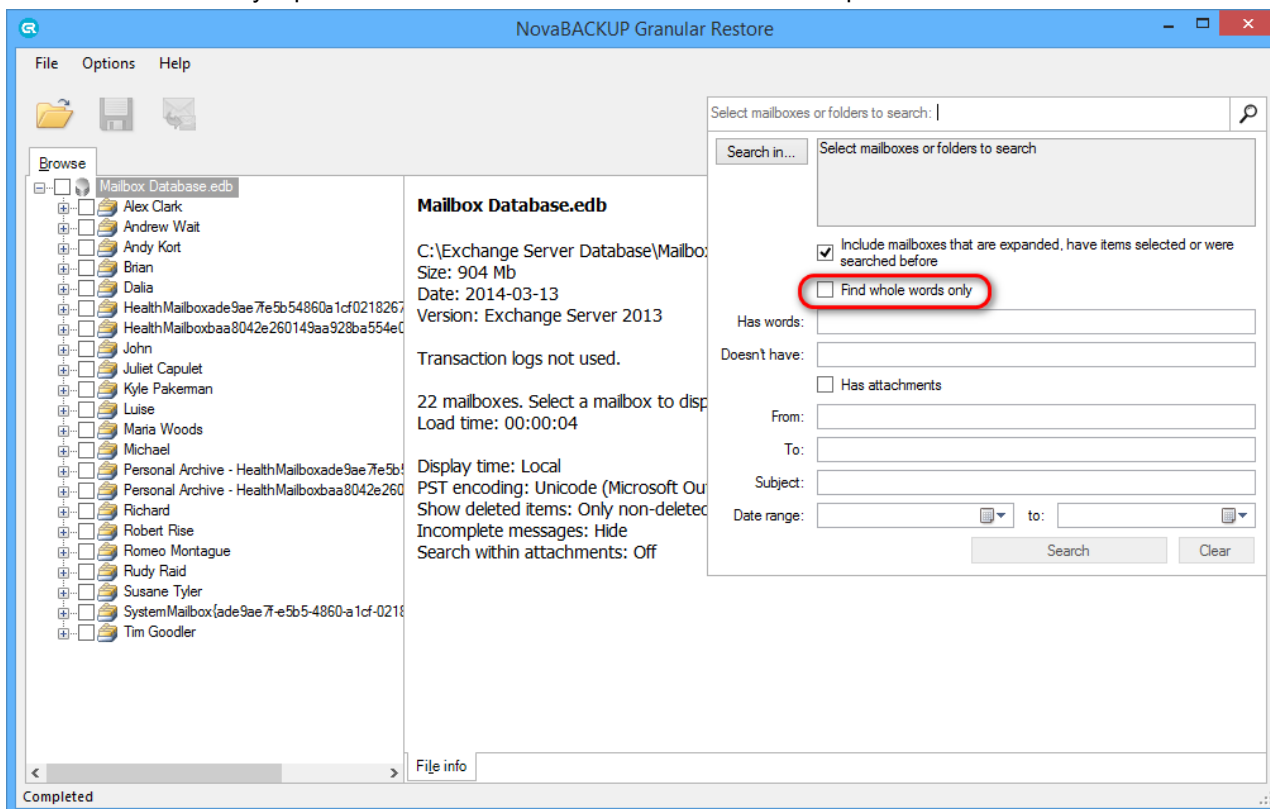 NovaBACKUP Granular Restore
File Options Help
Select mailboxes or folders to search:
Browse
Search in...
Select mailboxes or folders to search
Mailbox Database.edb
Alex Clark
Andrew Wait
Andy Kort
Brian
Dalia
HealthMailboxade9ae7fe5b54860a1cf0218267
HealthMailboxbaa8042e260149aa928ba554e0
John
Juliet Capulet
Kyle Pakerman
Luise
Maria Woods
Michael
Personal Archive - HealthMailboxade9ae7fe5b5
Personal Archive - HealthMailboxbaa8042e260
Richard
Robert Rise
Romeo Montague
Rudy Raid
Susane Tyler
SystemMailbox{ade9ae7f-e5b5-4860-a1cf-0218
Tim Goodler
Mailbox Database.edb
C:\Exchange Server Database\Mailbo
Size: 904 Mb
Date: 2014-03-13
Version: Exchange Server 2013
Transaction logs not used.
22 mailboxes. Select a mailbox to disp
Load time: 00:00:04
Display time: Local
PST encoding: Unicode (Microsoft Ou
Show deleted items: Only non-deleted
Incomplete messages: Hide
Search within attachments: Off
Include mailboxes that are expanded, have items selected or were
searched before
Find whole words only
Has words:
Doesn't have:
Has attachments
From:
To:
Subject:
Date range:
to:
Search
Clear
File info
Completed